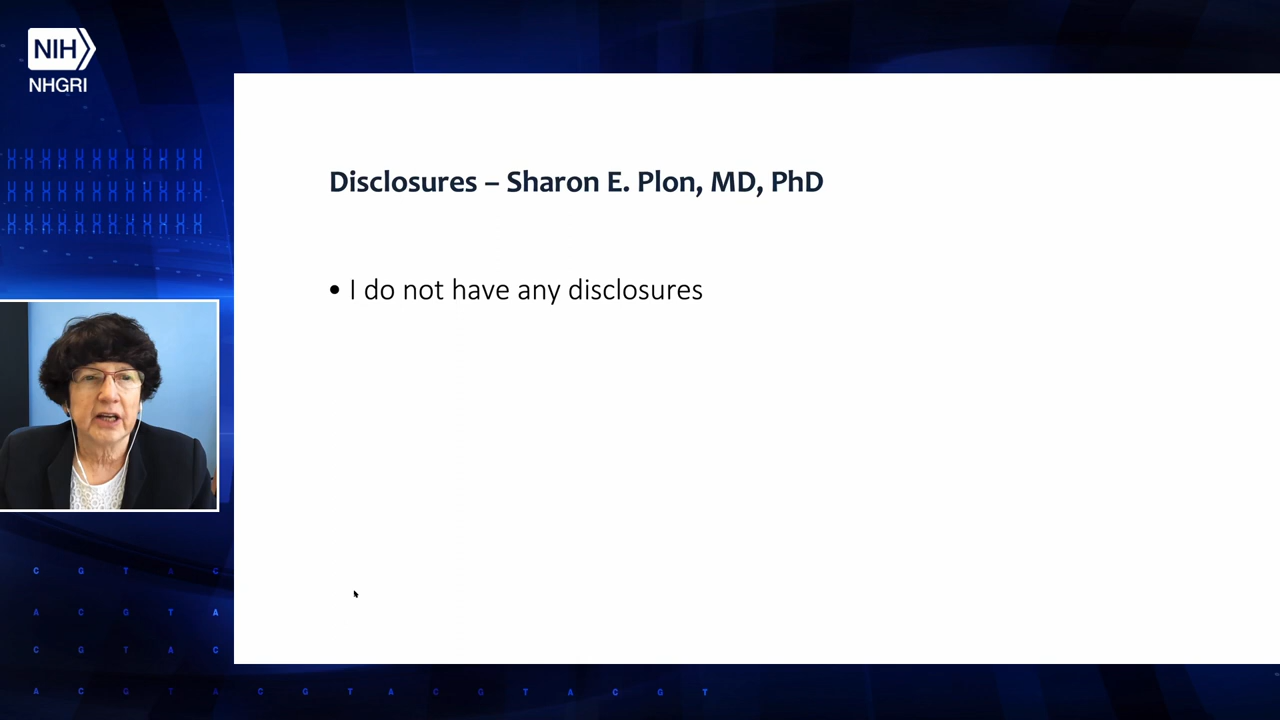 NIH
NHGRI
Disclosures – Sharon E. Plon, MD, PhD
• I do not have any disclosures
C G T A C
A C G T A
C G T A C
A C G T A C G T A C G T A C G T